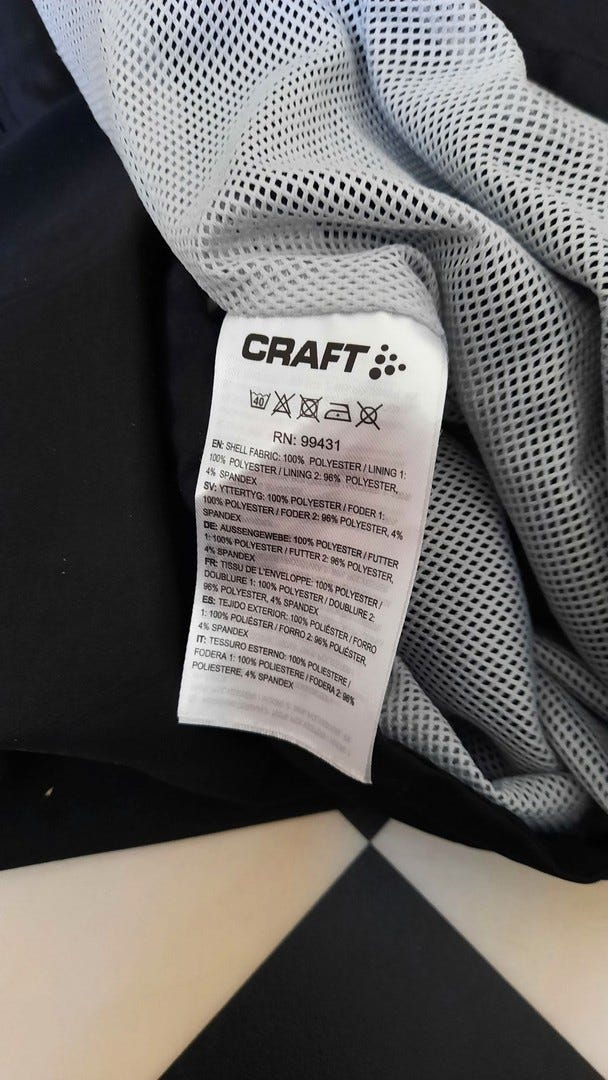 CRAFT
40
RN: 99431
EN: SHELL FABRIC: 100% POLYESTER / LINING 1:
100% POLYESTER / LINING 2: 96% POLYESTER,
4% SPANDEX
SV: YTTERTYG: 100% POLYESTER / FODER 1:
100% POLYESTER / FODER 2: 96% POLYESTER, 4%
SPANDEX
DE: AUSSENGEWEBE: 100% POLYESTER / FUTTER
1: 100% POLYESTER / FUTTER 2: 96% POLYESTER,
4% SPANDEX
FR: TISSU DE L'ENVELOPPE: 100% POLYESTER /
DOUBLURE 1: 100% POLYESTER / DOUBLURE 2:
96% POLYESTER, 4% SPANDEX
ES: TEJIDO EXTERIOR: 100% POLIÉSTER / FORRO
1: 100% POLIÉSTER / FORRO 2: 96% POLIÉSTER,
4% SPANDEX
IT: TESSURO ESTERNO: 100% POLIESTERE /
FODERA 1: 100% POLIESTERE / FODERA 2: 96%
POLIESTERE, 4% SPANDEX